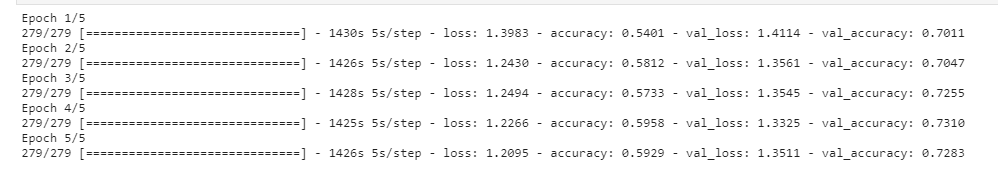 Epoch 1/5
279/279 [==============================] - 1430s 5s/step - loss: 1.3983 - accuracy: 0.5401 - val_loss: 1.4114 - val_accuracy: 0.7011
Epoch 2/5
279/279 [==============================] - 1426s 5s/step - loss: 1.2430 - accuracy: 0.5812 - val_loss: 1.3561 - val_accuracy: 0.7047
Epoch 3/5
279/279 [==============================] - 1428s 5s/step - loss: 1.2494 - accuracy: 0.5733 - val_loss: 1.3545 - val_accuracy: 0.7255
Epoch 4/5
279/279 [==============================] - 1425s 5s/step - loss: 1.2266 - accuracy: 0.5958 - val_loss: 1.3325 - val_accuracy: 0.7310
Epoch 5/5
279/279 [==============================] - 1426s 5s/step - loss: 1.2095 - accuracy: 0.5929 - val_loss: 1.3511 - val_accuracy: 0.7283